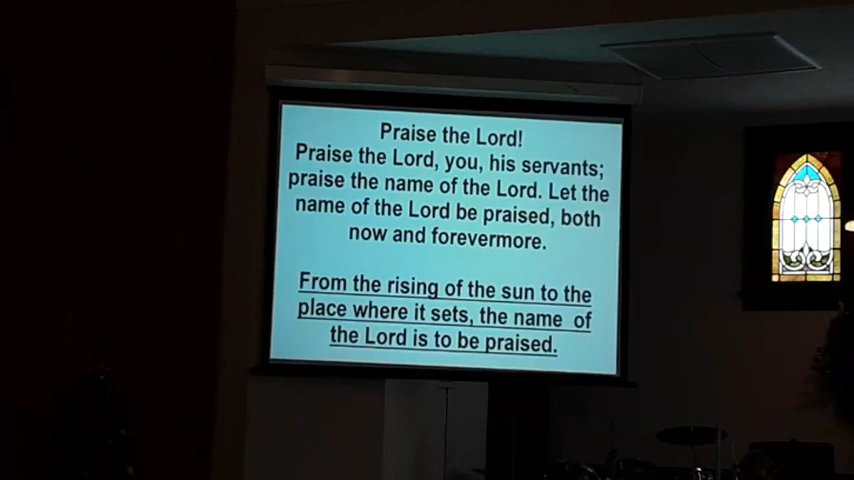 Praise the Lord!
Praise the Lord, you, his servants;
praise the name of the Lord. Let the
name of the Lord be praised, both
now and forevermore.
From the rising of the sun to the
place where it sets, the name of
the Lord is to be praised.